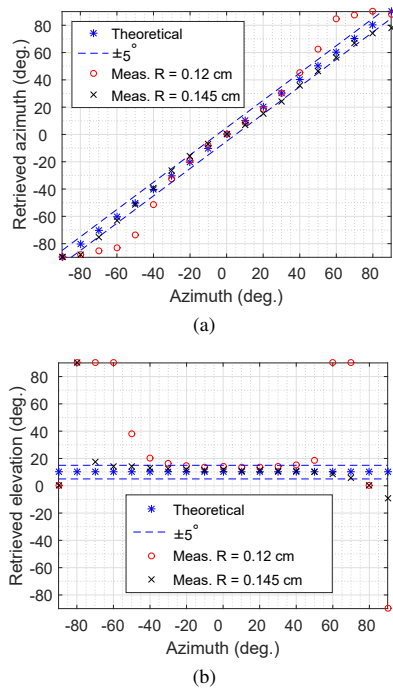 Retrieved azimuth (deg.)
80
60
40
20
0
-20
-40
-60
-80
Theoretical
±5°
Meas. R = 0.12 cm
Meas. R = 0.145 cm
-80 -60 -40 -20 0 20 40 60 80
Azimuth (deg.)
(a)
Retrieved elevation (deg.)
80
60
40
20
0
-20
-40
-60
-80
Theoretical
±5°
Meas. R = 0.12 cm
Meas. R = 0.145 cm
-80 -60 -40 -20 0 20 40 60 80
Azimuth (deg.)
(b)